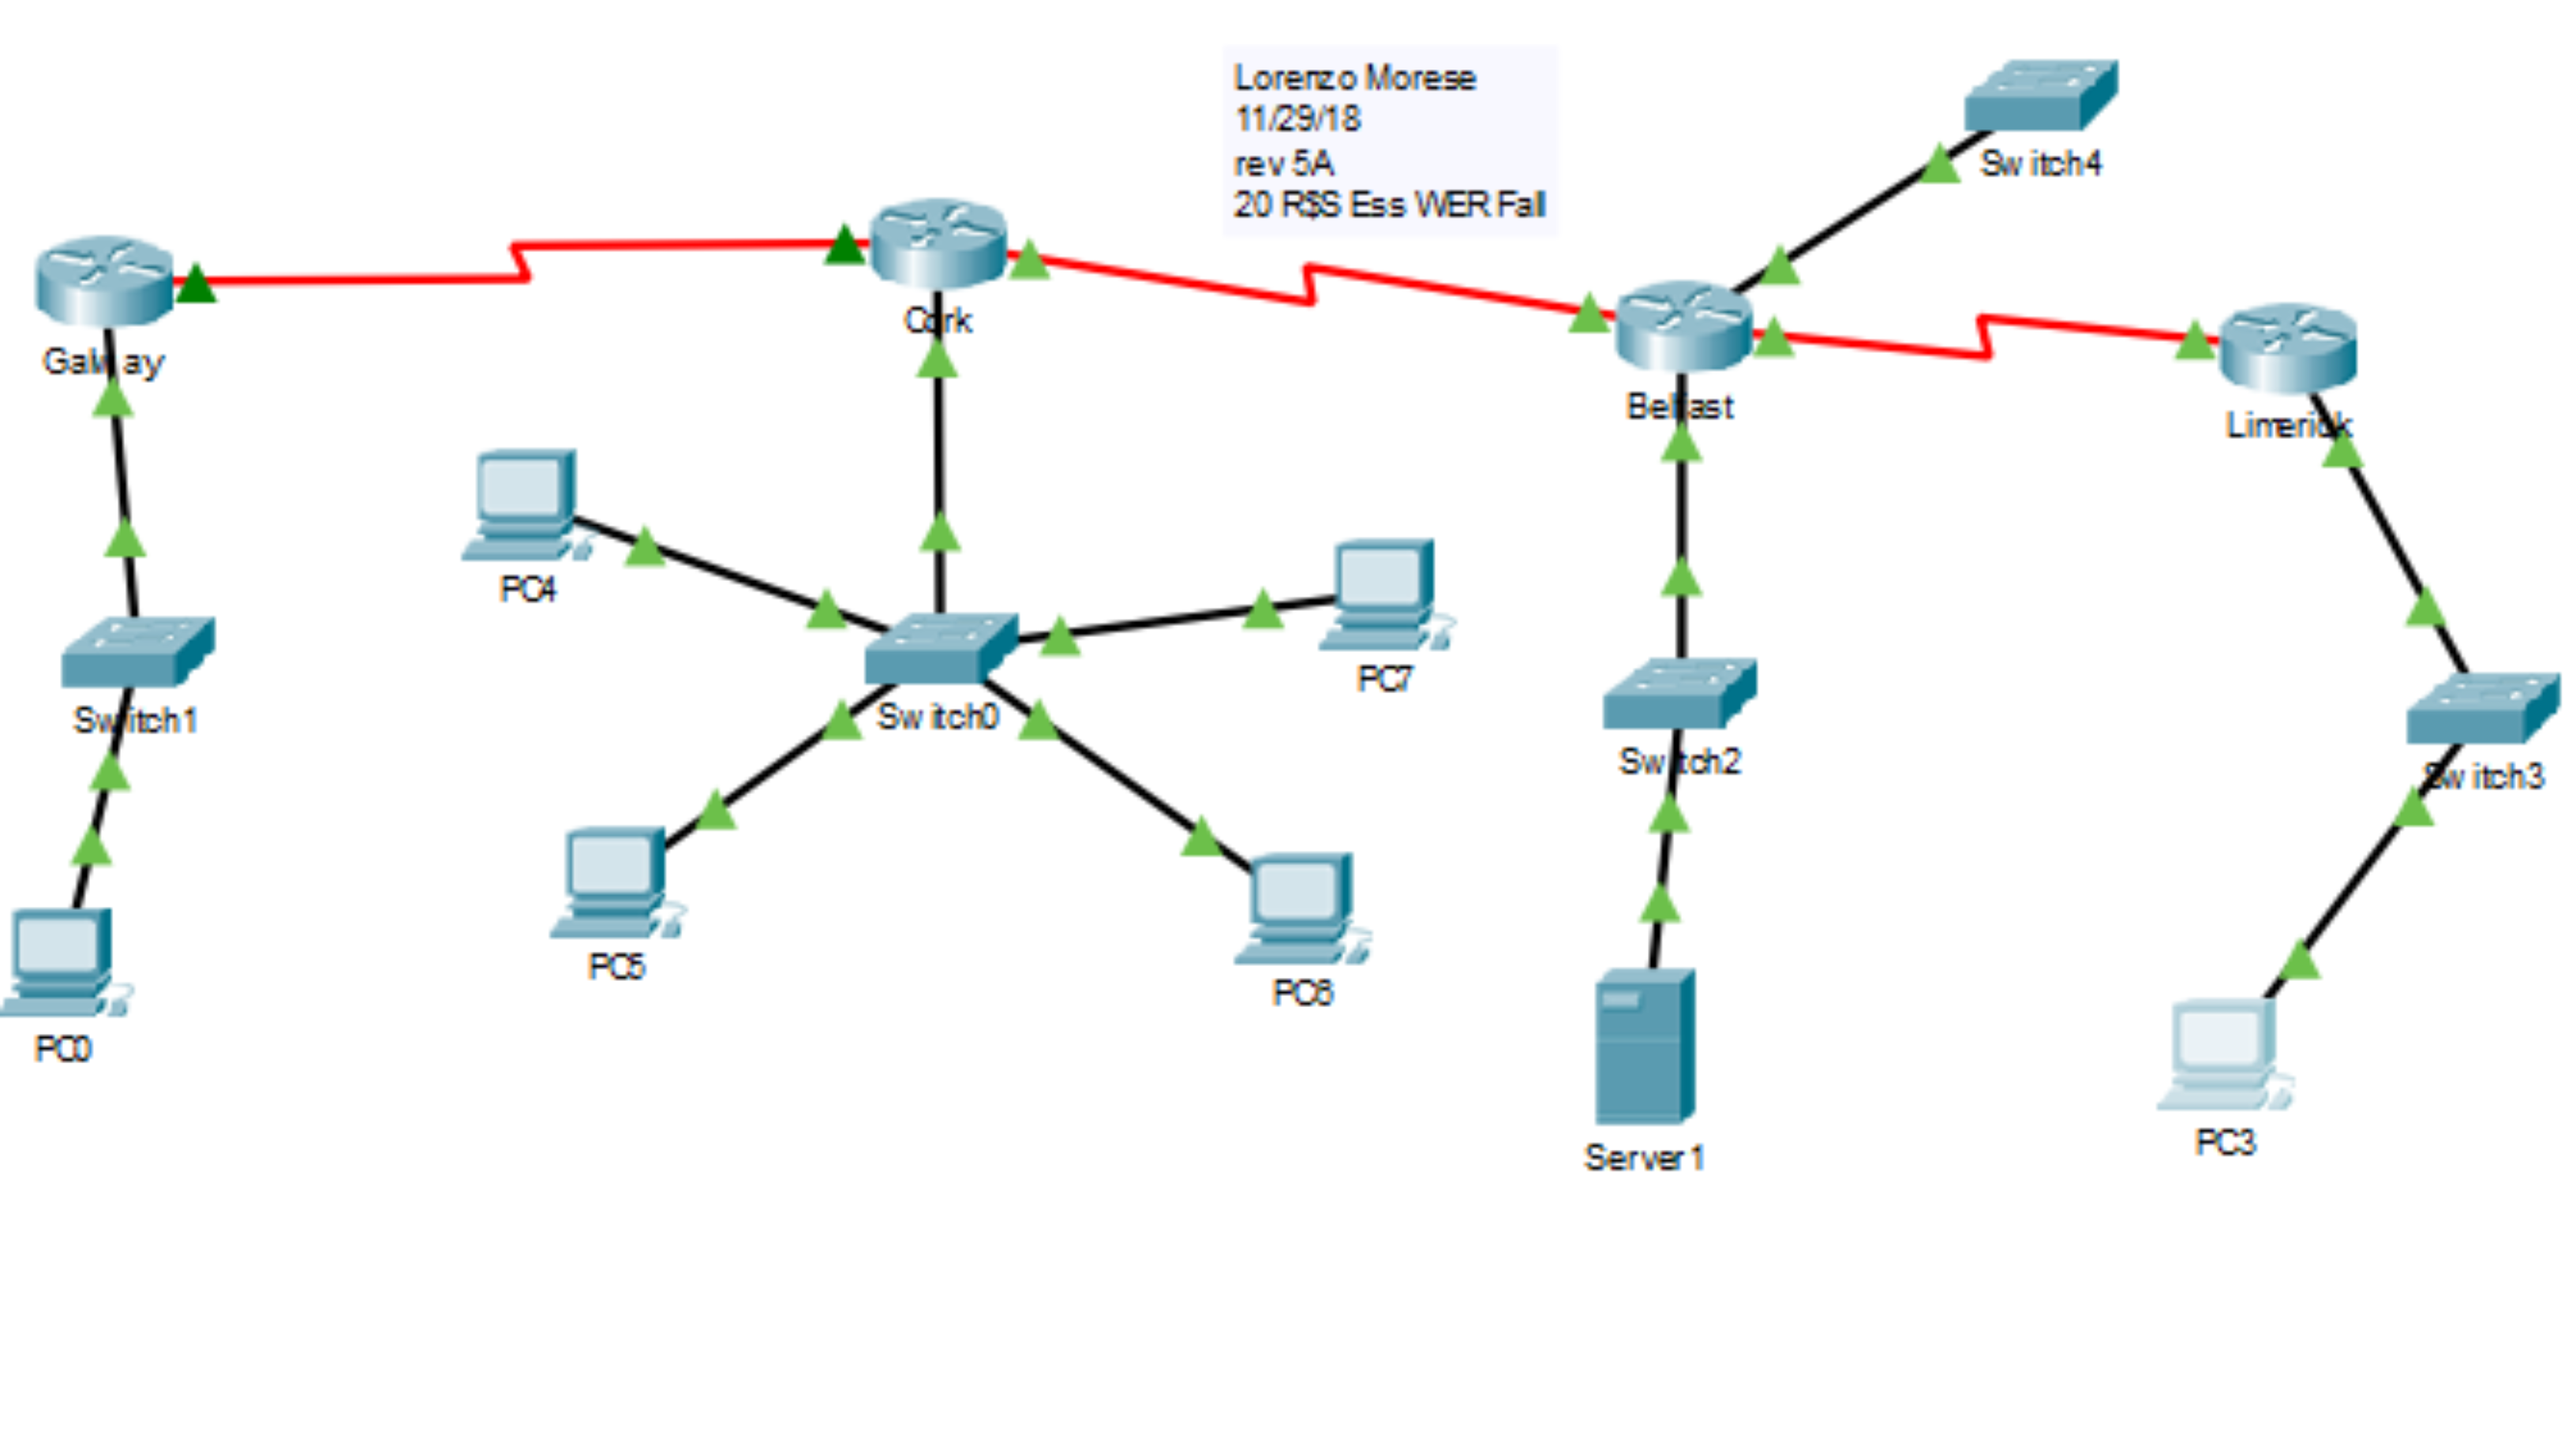 Lorenzo Morese
11/29/18
rev 5A
20 R$S Ess WER Fall
Switch4
Galway
Cork
Belfast
Limerick
PC4
PC7
Switch1
Switch0
Switch2
Switch3
PC5
PC6
PC0
Server1
PC3